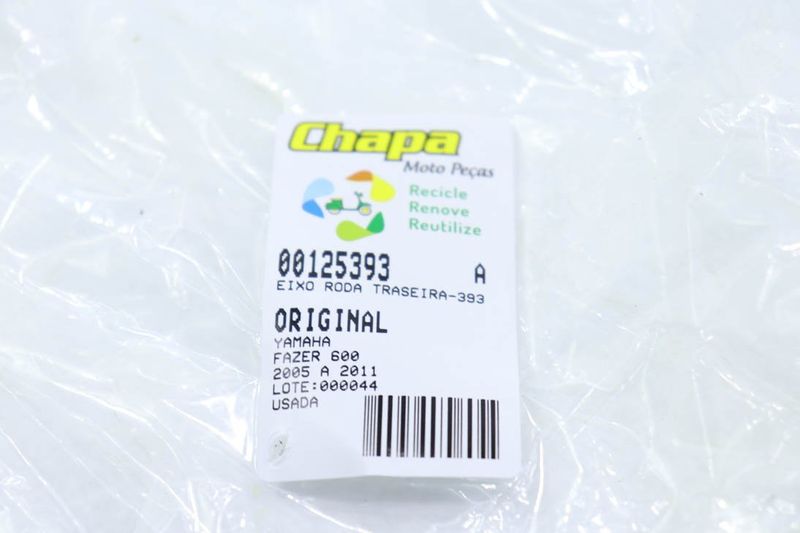 Chapa
Moto Peças
Recicle
Renove
Reutilize
00125393 A
EIXO RODA TRASEIRA-393
ORIGINAL
YAMAHA
FAZER 600
2005 A 2011
LOTE:000044
USADA